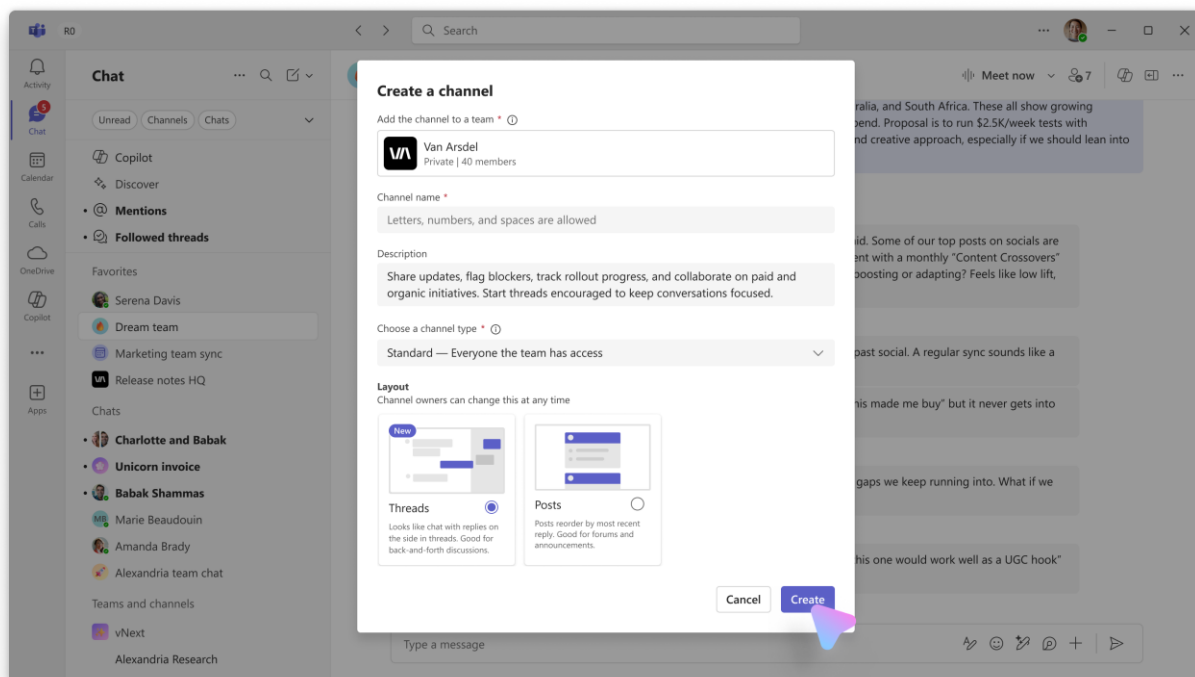 R0
Search
Activity
5
Chat
Calendar
Calls
OneDrive
Copilot
Apps
Chat
Unread
Channels
Chats
Copilot
Discover
Mentions
Followed threads
Favorites
Serena Davis
Dream team
Marketing team sync
Release notes HQ
Chats
Charlotte and Babak
Unicorn invoice
Babak Shammas
MB
Marie Beaudouin
Amanda Brady
Alexandria team chat
Teams and channels
vNext
Alexandria Research
Create a channel
Add the channel to a team *
VA
Van Arsdel
Private | 40 members
Channel name *
Letters, numbers, and spaces are allowed
Description
Share updates, flag blockers, track rollout progress, and collaborate on paid and
organic initiatives. Start threads encouraged to keep conversations focused.
Choose a channel type *
Standard — Everyone the team has access
Layout
Channel owners can change this at any time
New
Threads
Looks like chat with replies on
the side in threads. Good for
back-and-forth discussions.
Posts
Posts reorder by most recent
reply. Good for forums and
announcements.
Cancel
Create
Meet now
7
and South Africa. These all show growing
Proposal is to run $2.5K/week tests with
creative approach, especially if we should lean into
Some of our top posts on socials are
with a monthly "Content Crossovers"
or adapting? Feels like low lift,
past social. A regular sync sounds like a
made me buy" but it never gets into
gaps we keep running into. What if we
one would work well as a UGC hook"
Type a message